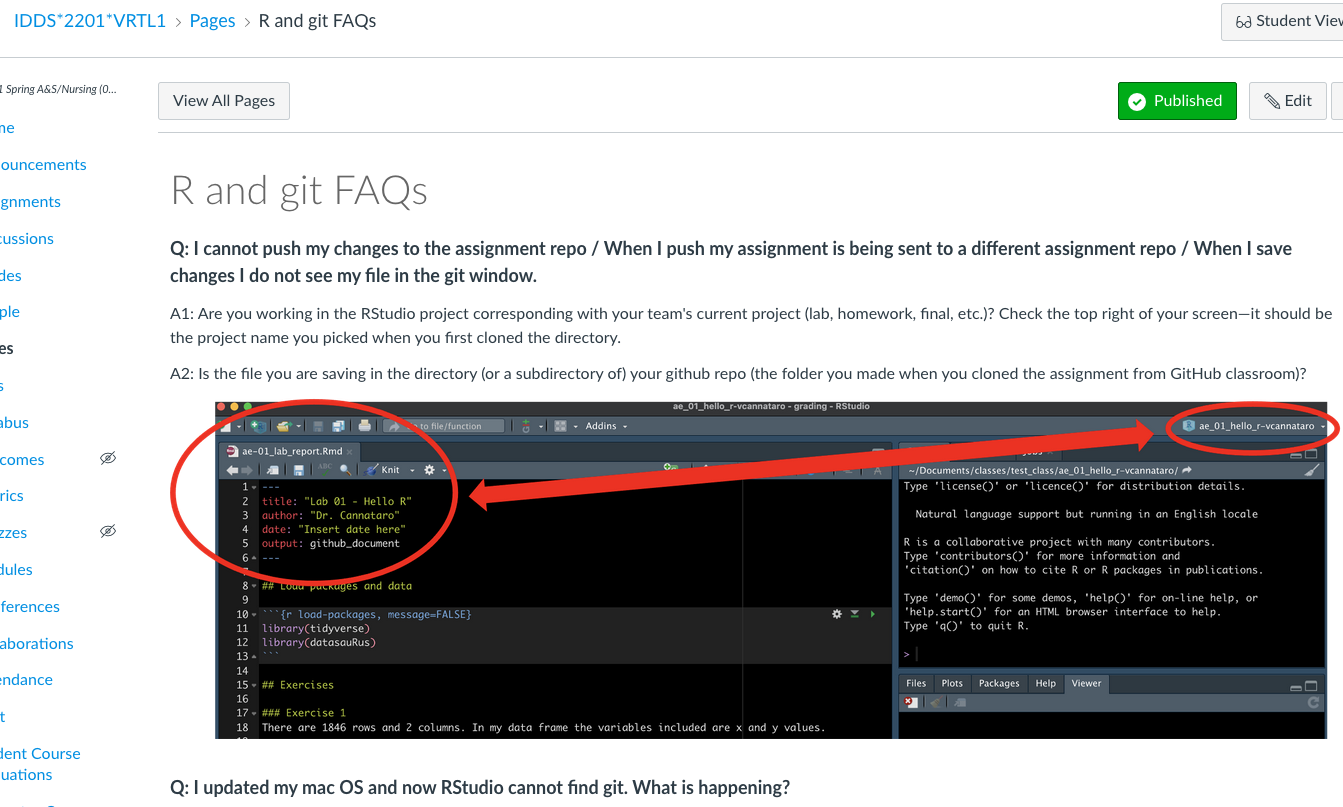 IDDS*2201*VRTL1 > Pages > R and git FAQs
Student View
1 Spring A&S/Nursing (0...
View All Pages
Published
Edit
me
ouncements
gnments
cussions
des
ple
es
s
abus
comes
rics
zzes
dules
ferences
aborations
endance
t
dent Course
uations
R and git FAQs
Q: I cannot push my changes to the assignment repo / When I push my assignment is being sent to a different assignment repo / When I save
changes I do not see my file in the git window.
A1: Are you working in the RStudio project corresponding with your team's current project (lab, homework, final, etc.)? Check the top right of your screen—it should be
the project name you picked when you first cloned the directory.
A2: Is the file you are saving in the directory (or a subdirectory of) your github repo (the folder you made when you cloned the assignment from GitHub classroom)?
ae_01_hello_r-vcannataro - grading - RStudio
to file/function
Addins
ae_01_hello_r-vcannataro
ae-01_lab_report.Rmd
ABC
Knit
1 ---
2 title: "Lab 01 - Hello R"
3 author: "Dr. Cannataro"
4 date: "Insert date here"
5 output: github_document
6 ---
7
8 ## Load packages and data
9
10 ```{r load-packages, message=FALSE}
11 library(tidyverse)
12 library(datasauRus)
13 ```
14
15 ## Exercises
16
17 ### Exercise 1
18 There are 1846 rows and 2 columns. In my data frame the variables included are x and y values.
~/Documents/classes/test_class/ae_01_hello_r-vcannataro/
Type 'license()' or 'licence()' for distribution details.
Natural language support but running in an English locale
R is a collaborative project with many contributors.
Type 'contributors()' for more information and
'citation()' on how to cite R or R packages in publications.
Type 'demo()' for some demos, 'help()' for on-line help, or
'help.start()' for an HTML browser interface to help.
Type 'q()' to quit R.
>
Files Plots Packages Help Viewer
Q: I updated my mac OS and now RStudio cannot find git. What is happening?